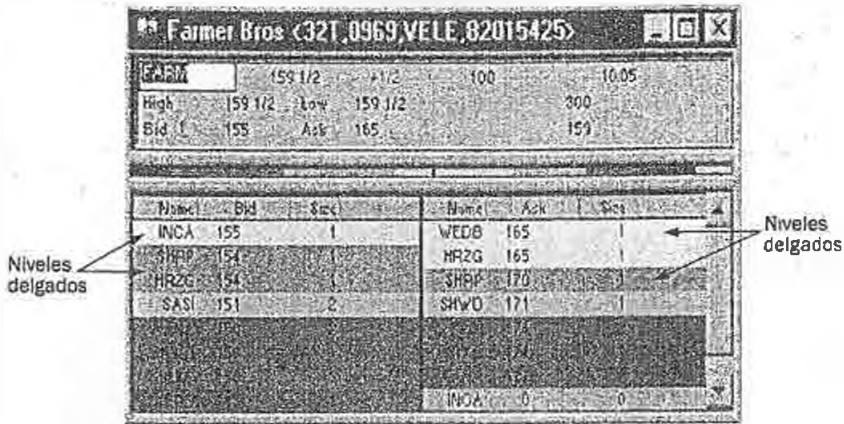 Farmer Bros <32T,0969,VELE,82015425>
FARM 159 1/2 +1/2 100 10.05
High 159 1/2 Low 159 1/2 300
Bid 155 Ask 165 159
Name Bid Size Name Ask Size
INCA 155 1 WEDB 165 1
SHRP 154 1 HRZG 165 1
HRZG 154 1 SHRP 170
SASI 151 2 SHWD 171 1
INCA 0 0
Niveles
delgados
Niveles
delgados